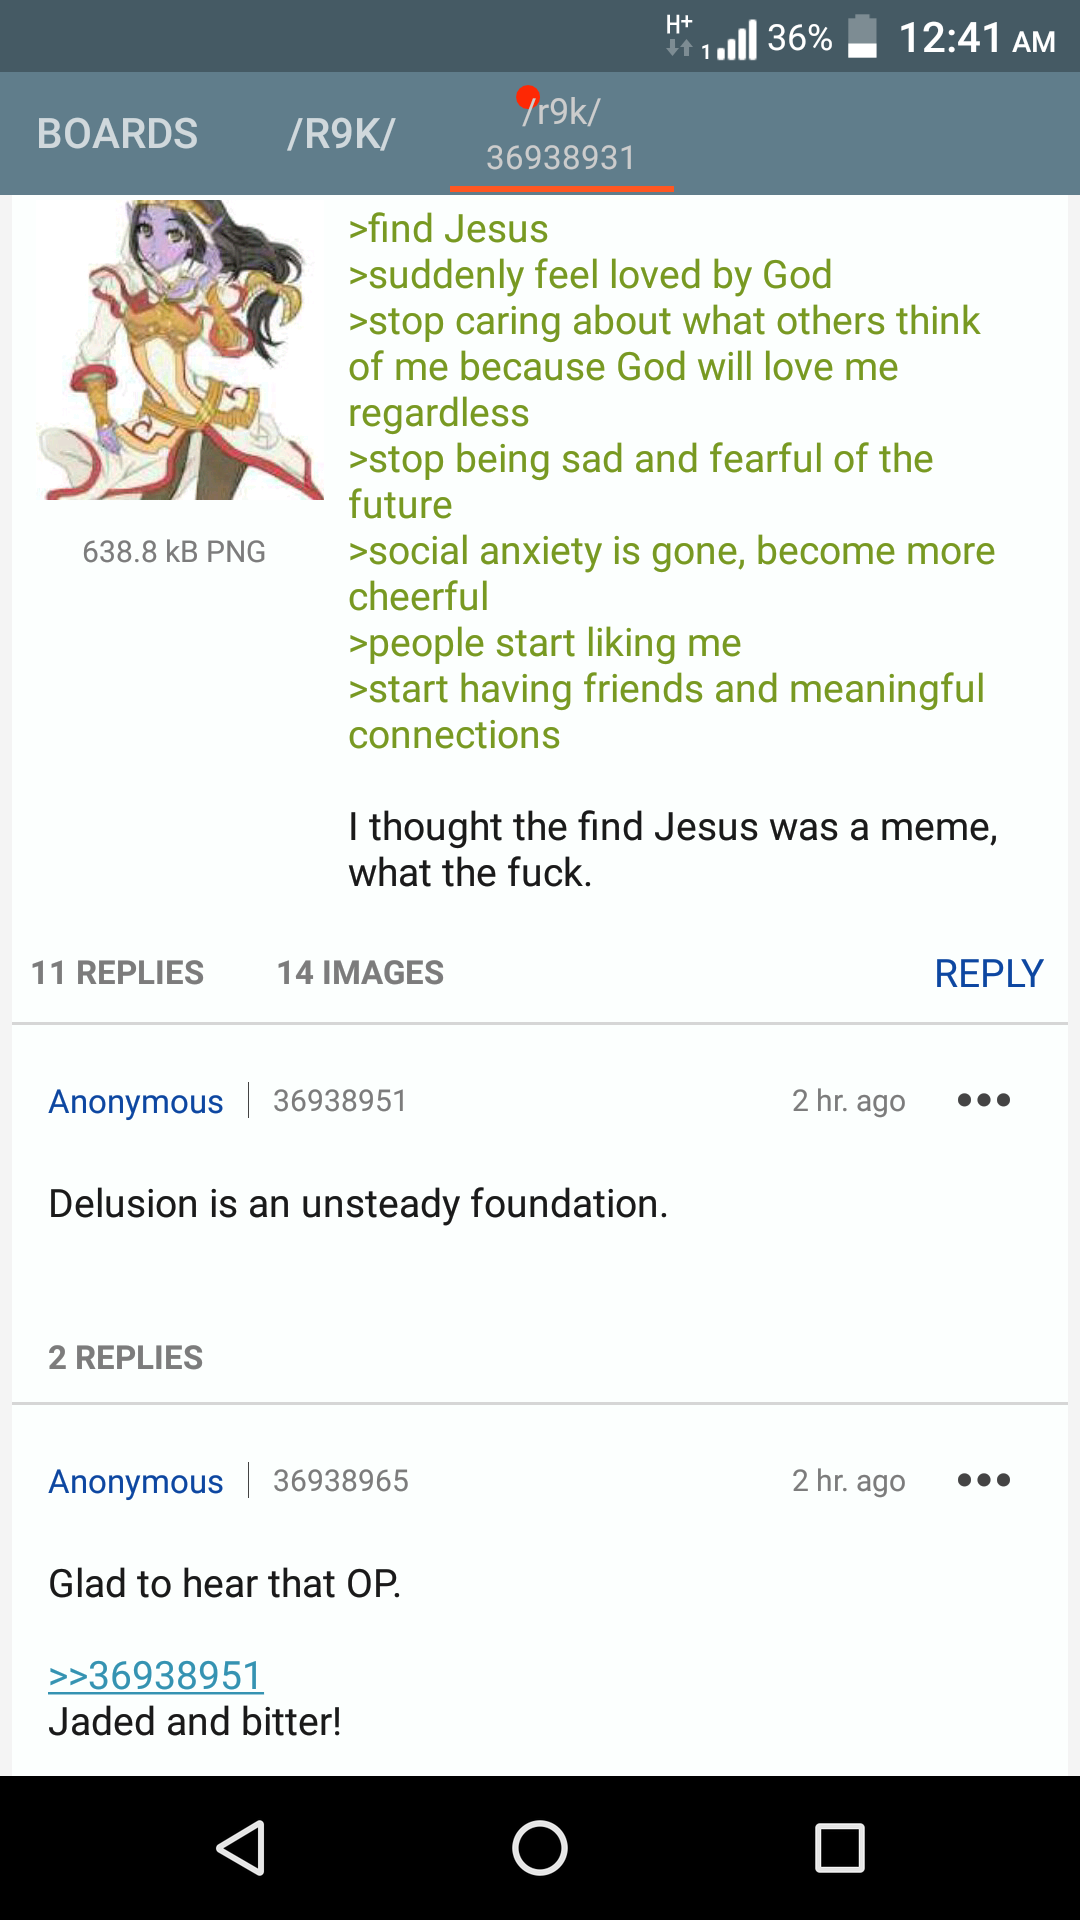 H+
1
36%
12:41 AM
BOARDS
/R9K/
/r9k/
36938931
>find Jesus
>suddenly feel loved by God
>stop caring about what others think
of me because God will love me
regardless
>stop being sad and fearful of the
future
>social anxiety is gone, become more
cheerful
>people start liking me
>start having friends and meaningful
connections
638.8 kB PNG
I thought the find Jesus was a meme,
what the fuck.
11 REPLIES 14 IMAGES REPLY
Anonymous 36938951 2 hr. ago
Delusion is an unsteady foundation.
2 REPLIES
Anonymous 36938965 2 hr. ago
Glad to hear that OP.
>>36938951
Jaded and bitter!